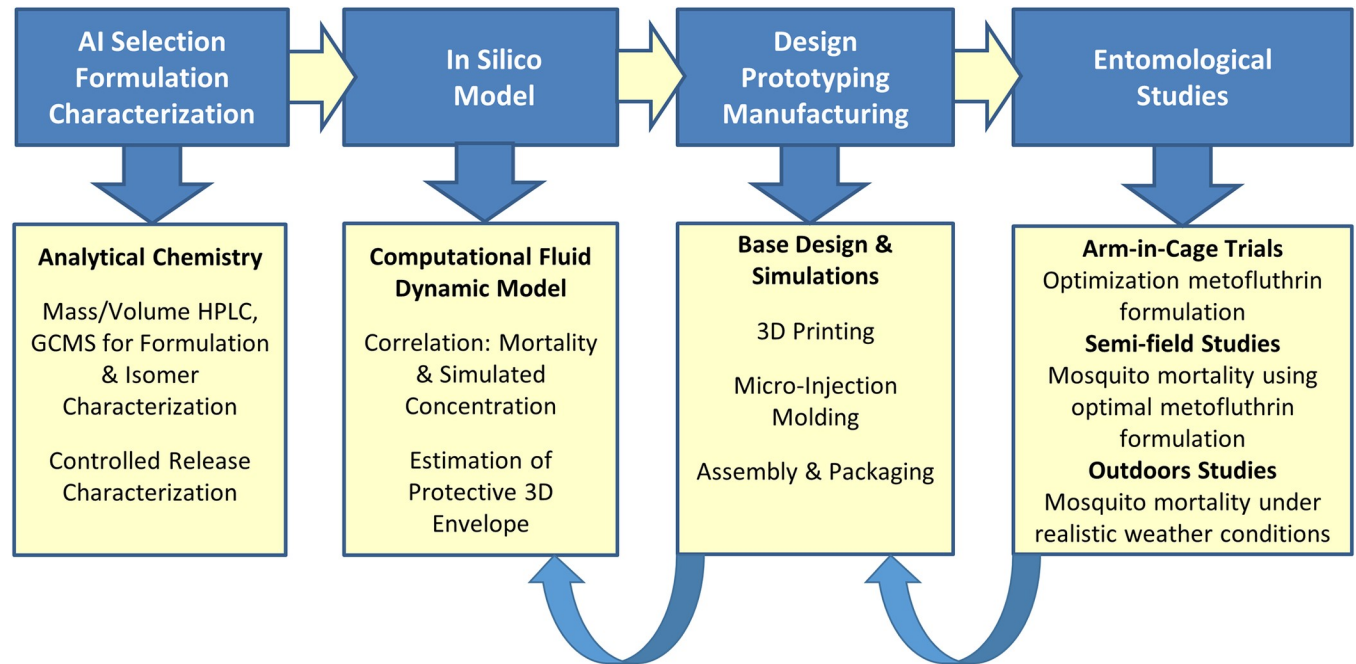 AI Selection
Formulation
Characterization
In Silico
Model
Design
Prototyping
Manufacturing
Entomological
Studies
Analytical Chemistry
Mass/Volume HPLC,
GCMS for Formulation
& Isomer
Characterization
Controlled Release
Characterization
Computational Fluid
Dynamic Model
Correlation: Mortality
& Simulated
Concentration
Estimation of
Protective 3D
Envelope
Base Design &
Simulations
3D Printing
Micro-Injection
Molding
Assembly & Packaging
Arm-in-Cage Trials
Optimization metofluthrin
formulation
Semi-field Studies
Mosquito mortality using
optimal metofluthrin
formulation
Outdoors Studies
Mosquito mortality under
realistic weather conditions